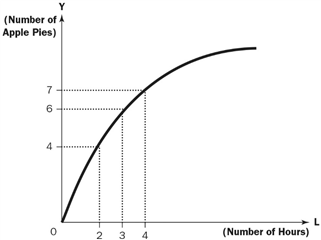 Y
(Number of
Apple Pies)
7
6
4
0
2 3 4
L
(Number of Hours)